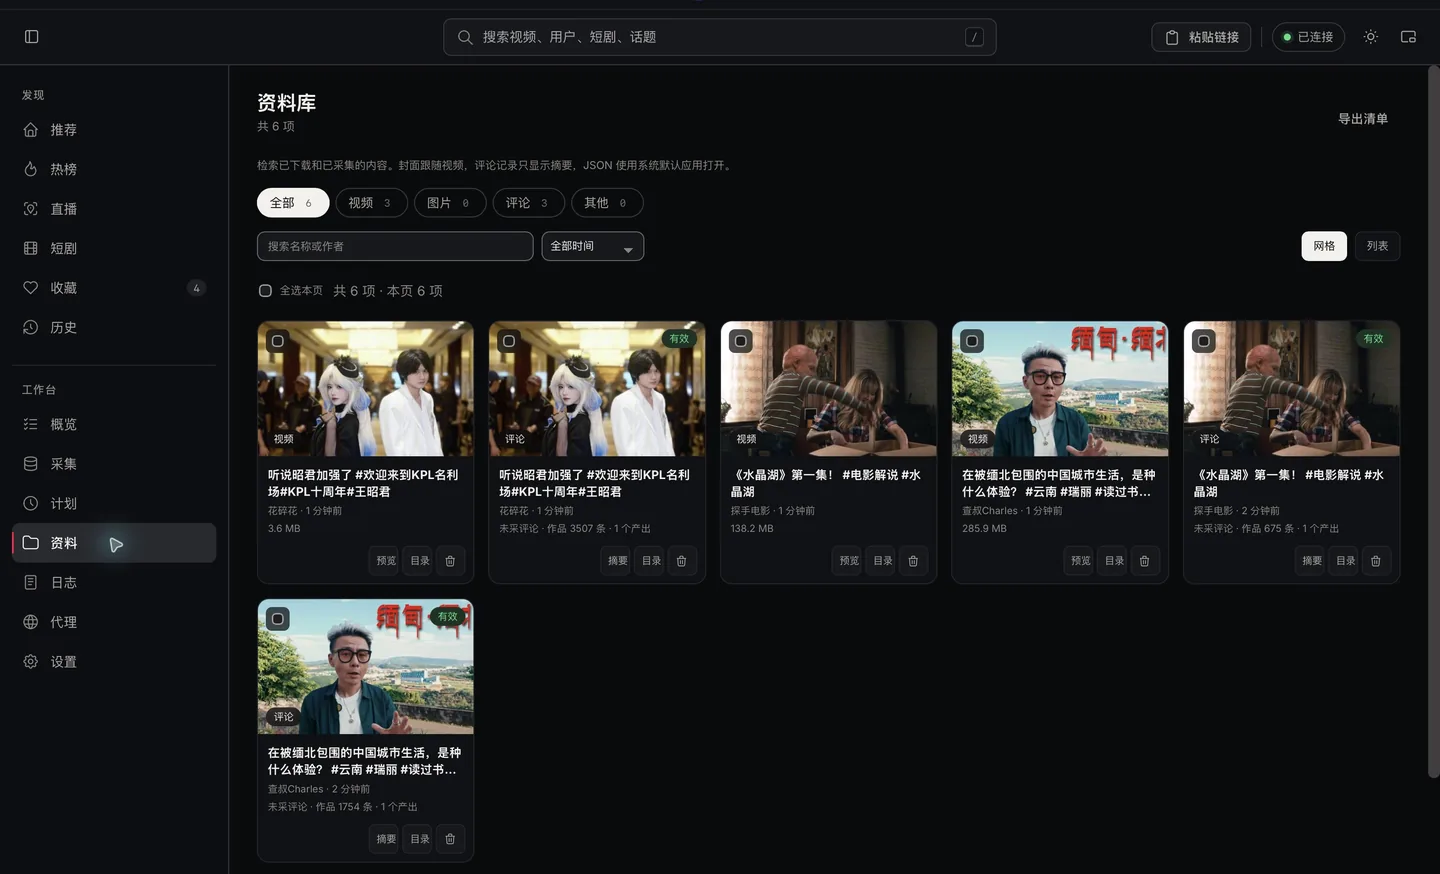 搜索视频、用户、短剧、话题
/
粘贴链接
已连接
发现
推荐
热榜
直播
短剧
收藏 4
历史
工作台
概览
采集
计划
资料
日志
代理
设置
资料库
共 6 项
导出清单
检索已下载和已采集的内容。封面跟随视频，评论记录只显示摘要，JSON 使用系统默认应用打开。
全部 6
视频 3
图片 0
评论 3
其他 0
搜索名称或作者
全部时间
网格
列表
全选本页 共 6 项 · 本页 6 项
视频
听说昭君加强了 #欢迎来到KPL名利
场#KPL十周年#王昭君
花碎花 · 1 分钟前
3.6 MB
预览 目录
有效
评论
听说昭君加强了 #欢迎来到KPL名利
场#KPL十周年#王昭君
花碎花 · 1 分钟前
未采评论 · 作品 3507 条 · 1 个产出
摘要 目录
视频
《水晶湖》第一集！ #电影解说 #水
晶湖
探手电影 · 1 分钟前
138.2 MB
预览 目录
缅甸·缅北
视频
在被缅北包围的中国城市生活，是种
什么体验？ #云南 #瑞丽 #读过书...
查叔Charles · 1 分钟前
285.9 MB
预览 目录
有效
评论
《水晶湖》第一集！ #电影解说 #水
晶湖
探手电影 · 2 分钟前
未采评论 · 作品 675 条 · 1 个产出
摘要 目录
缅甸
有效
评论
在被缅北包围的中国城市生活，是种
什么体验？ #云南 #瑞丽 #读过书...
查叔Charles · 2 分钟前
未采评论 · 作品 1754 条 · 1 个产出
摘要 目录